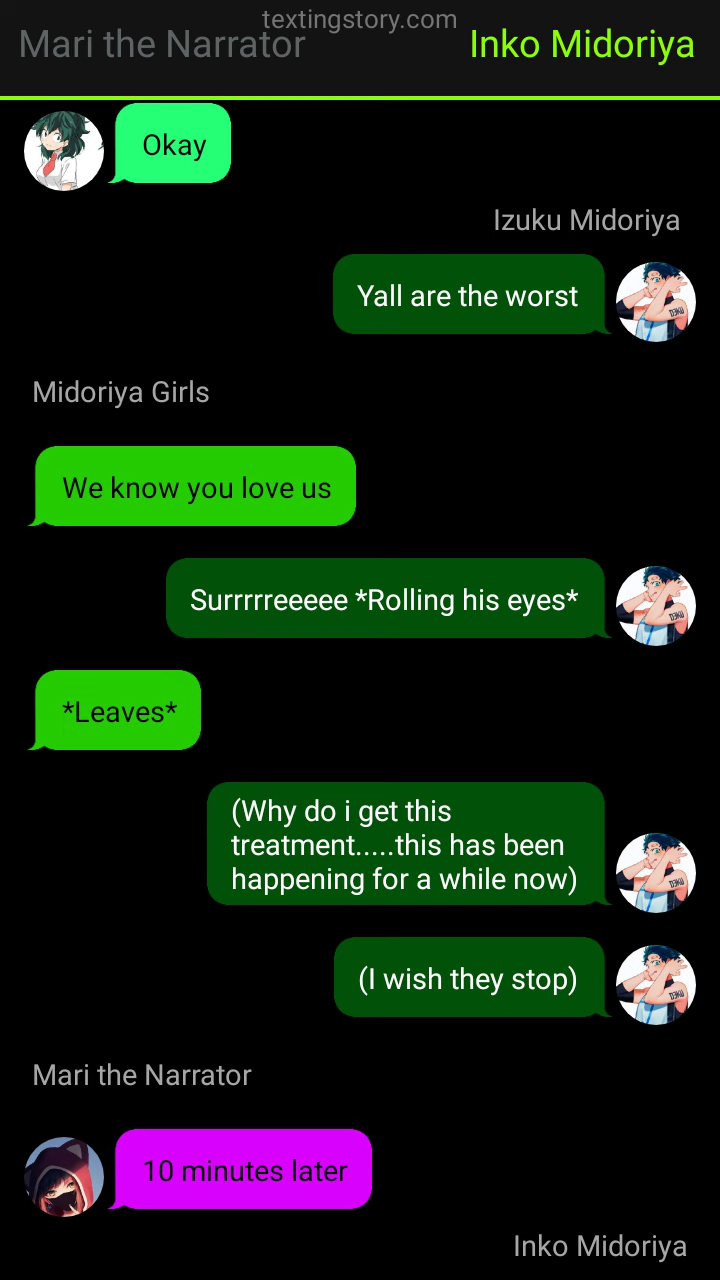 textingstory.com
Mari the Narrator
Inko Midoriya
Okay
Izuku Midoriya
Yall are the worst
Midoriya Girls
We know you love us
Surrrrreeeee *Rolling his eyes*
*Leaves*
(Why do i get this
treatment.....this has been
happening for a while now)
(I wish they stop)
Mari the Narrator
10 minutes later
Inko Midoriya